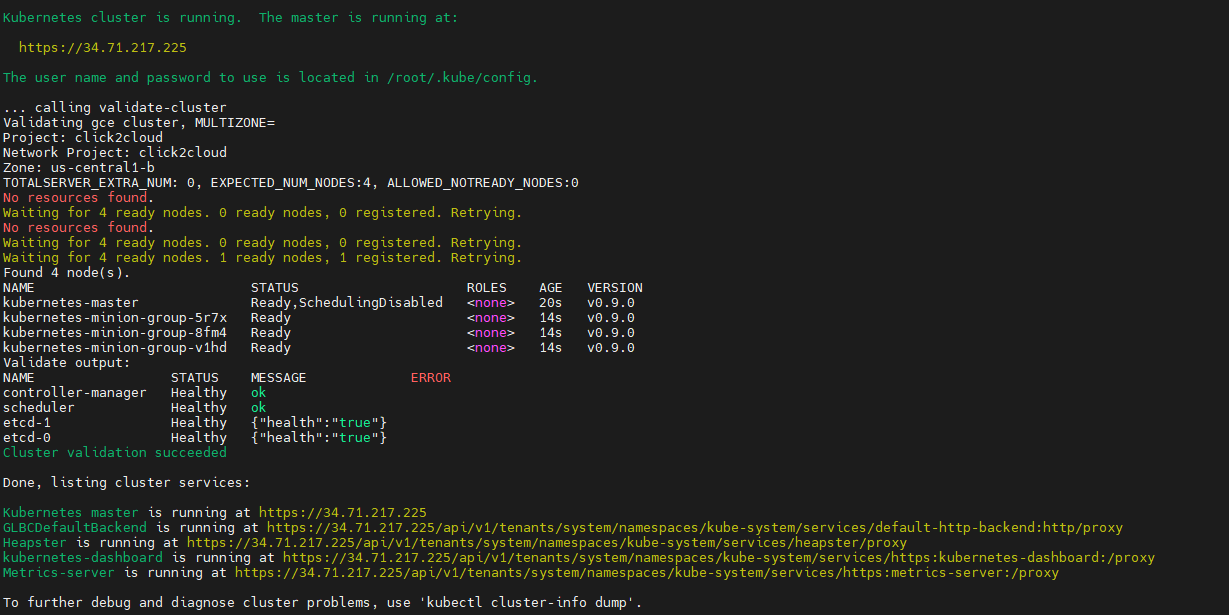 Kubernetes cluster is running.  The master is running at:
https://34.71.217.225
The user name and password to use is located in /root/.kube/config.
... calling validate-cluster
Validating gce cluster, MULTIZONE=
Project: click2cloud
Network Project: click2cloud
Zone: us-central1-b
TOTALSERVER_EXTRA_NUM: 0, EXPECTED_NUM_NODES:4, ALLOWED_NOTREADY_NODES:0
No resources found.
Waiting for 4 ready nodes. 0 ready nodes, 0 registered. Retrying.
No resources found.
Waiting for 4 ready nodes. 0 ready nodes, 0 registered. Retrying.
Waiting for 4 ready nodes. 1 ready nodes, 1 registered. Retrying.
Found 4 node(s).
NAME                           STATUS                     ROLES    AGE   VERSION
kubernetes-master              Ready,SchedulingDisabled   <none>   20s   v0.9.0
kubernetes-minion-group-5r7x   Ready                      <none>   14s   v0.9.0
kubernetes-minion-group-8fm4   Ready                      <none>   14s   v0.9.0
kubernetes-minion-group-v1hd   Ready                      <none>   14s   v0.9.0
Validate output:
NAME                 STATUS    MESSAGE             ERROR
controller-manager   Healthy   ok
scheduler            Healthy   ok
etcd-1               Healthy   {"health":"true"}
etcd-0               Healthy   {"health":"true"}
Cluster validation succeeded
Done, listing cluster services:
Kubernetes master is running at https://34.71.217.225
GLBCDefaultBackend is running at https://34.71.217.225/api/v1/tenants/system/namespaces/kube-system/services/default-http-backend:http/proxy
Heapster is running at https://34.71.217.225/api/v1/tenants/system/namespaces/kube-system/services/heapster/proxy
kubernetes-dashboard is running at https://34.71.217.225/api/v1/tenants/system/namespaces/kube-system/services/https:kubernetes-dashboard:/proxy
Metrics-server is running at https://34.71.217.225/api/v1/tenants/system/namespaces/kube-system/services/https:metrics-server:/proxy
To further debug and diagnose cluster problems, use 'kubectl cluster-info dump'.